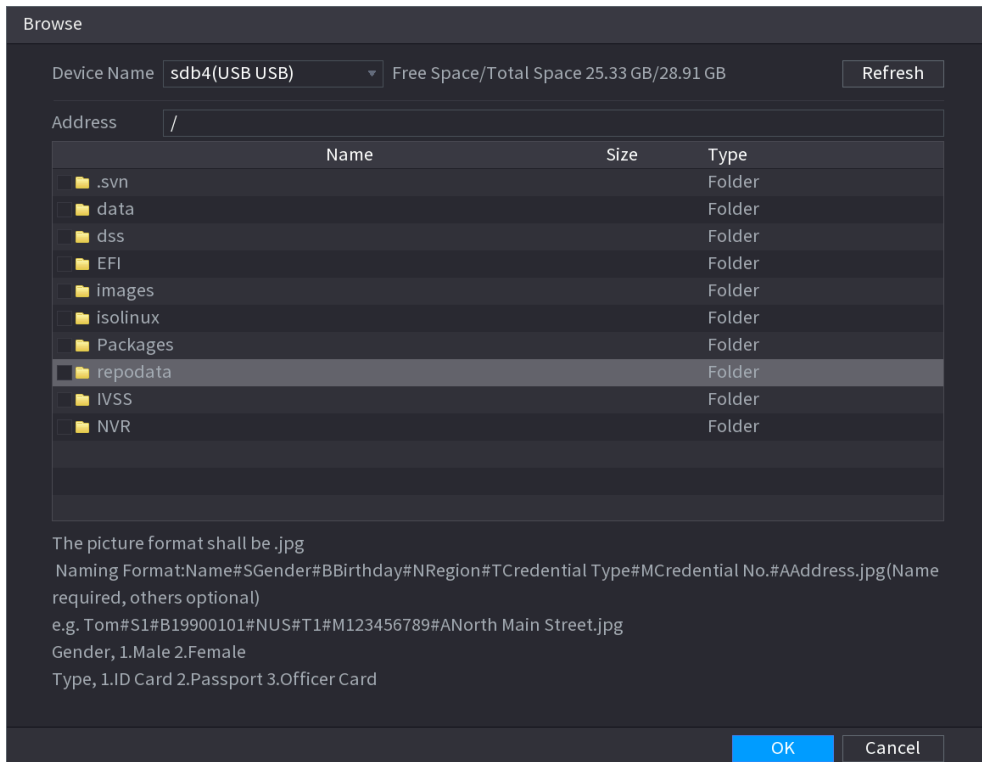 Browse
Device Name sdb4(USB USB) Free Space/Total Space 25.33 GB/28.91 GB Refresh
Address /
Name Size Type
.svn Folder
data Folder
dss Folder
EFI Folder
images Folder
isolinux Folder
Packages Folder
repodata Folder
IVSS Folder
NVR Folder
The picture format shall be .jpg
Naming Format:Name#SGender#BBirthday#NRegion#TCredential Type#MCredential No.#AAddress.jpg(Name
required, others optional)
e.g. Tom#S1#B19900101#NUS#T1#M123456789#ANorth Main Street.jpg
Gender, 1.Male 2.Female
Type, 1.ID Card 2.Passport 3.Officer Card
OK Cancel